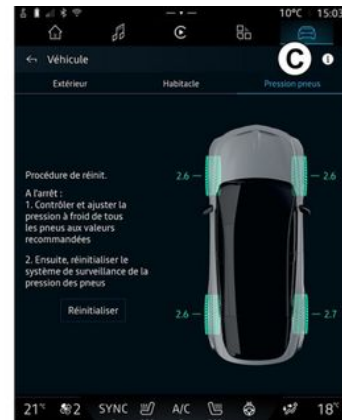 10°C 15:03
Véhicule
C
Extérieur Habitacle Pression pneus
Procédure de réinit.
A l'arrêt :
1. Contrôler et ajuster la
pression à froid de tous
les pneus aux valeurs
recommandées
2. Ensuite, réinitialiser le
système de surveillance de la
pression des pneus
Réinitialiser
2.6 2.6
2.6 2.7
21° 2 SYNC A/C 18°